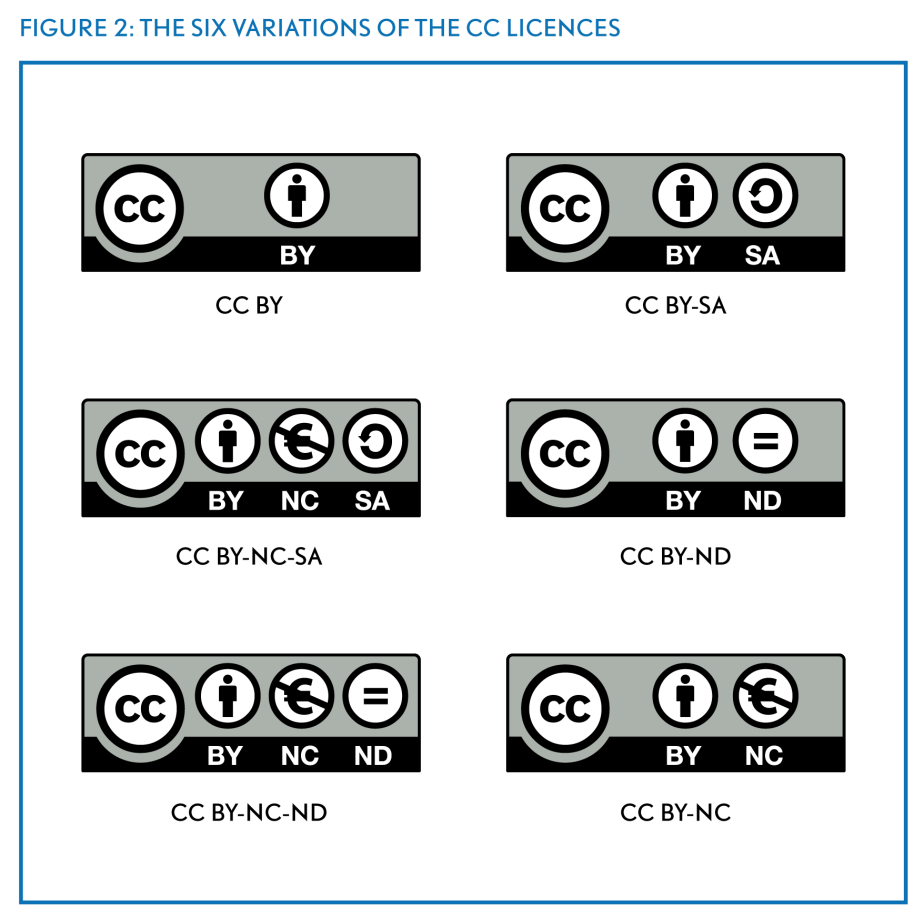 FIGURE 2: THE SIX VARIATIONS OF THE CC LICENCES
CC BY
CC BY
CC BY SA
CC BY-SA
CC BY NC SA
CC BY-NC-SA
CC BY ND
CC BY-ND
CC BY NC ND
CC BY-NC-ND
CC BY NC
CC BY-NC